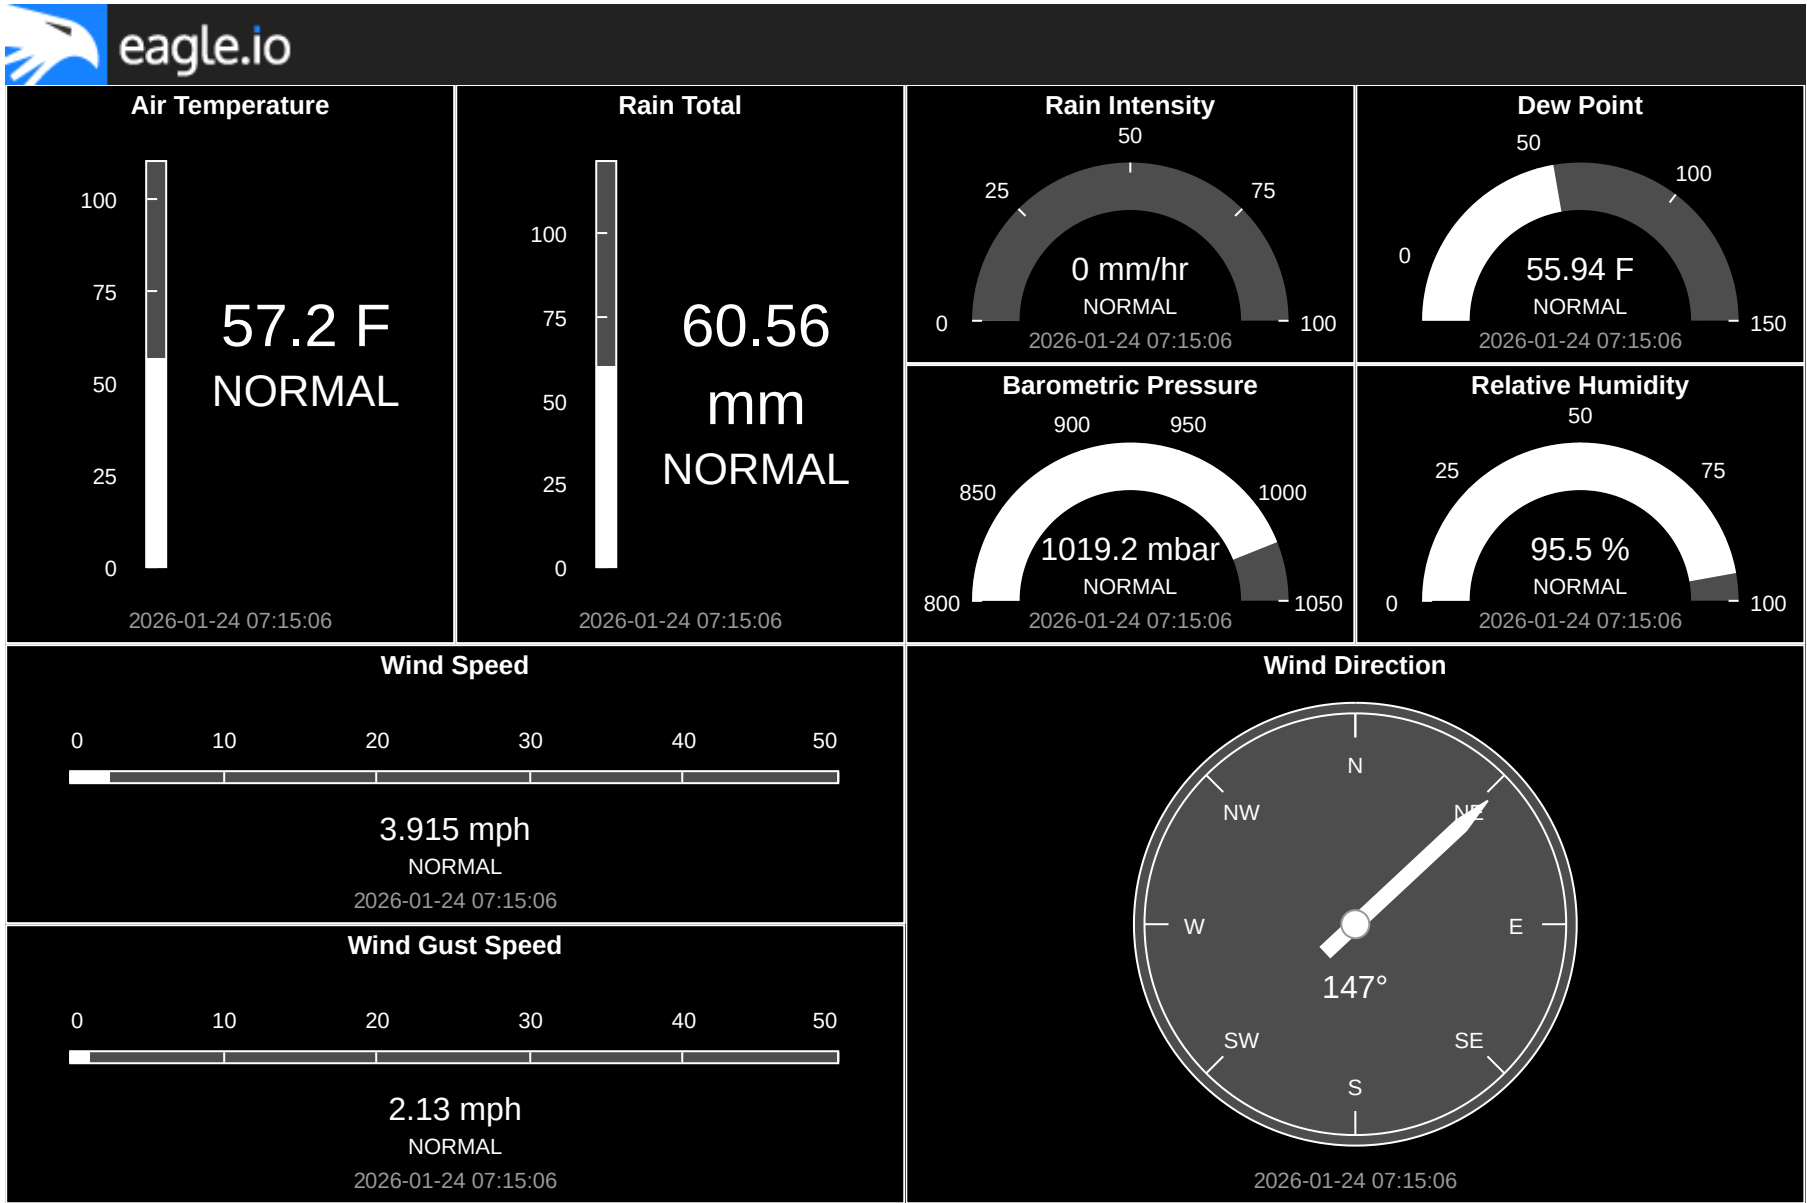 eagle.io
Air Temperature
100
75
50
25
0
57.2 F
NORMAL
2026-01-24 07:15:06
Rain Total
100
75
50
25
0
60.56
mm
NORMAL
2026-01-24 07:15:06
Rain Intensity
0
25
50
75
100
0 mm/hr
NORMAL
2026-01-24 07:15:06
Dew Point
0
50
100
150
55.94 F
NORMAL
2026-01-24 07:15:06
Barometric Pressure
800
850
900
950
1000
1050
1019.2 mbar
NORMAL
2026-01-24 07:15:06
Relative Humidity
0
25
50
75
100
95.5 %
NORMAL
2026-01-24 07:15:06
Wind Speed
0 10 20 30 40 50
3.915 mph
NORMAL
2026-01-24 07:15:06
Wind Gust Speed
0 10 20 30 40 50
2.13 mph
NORMAL
2026-01-24 07:15:06
Wind Direction
N
NW NE
W E
147°
SW SE
S
2026-01-24 07:15:06